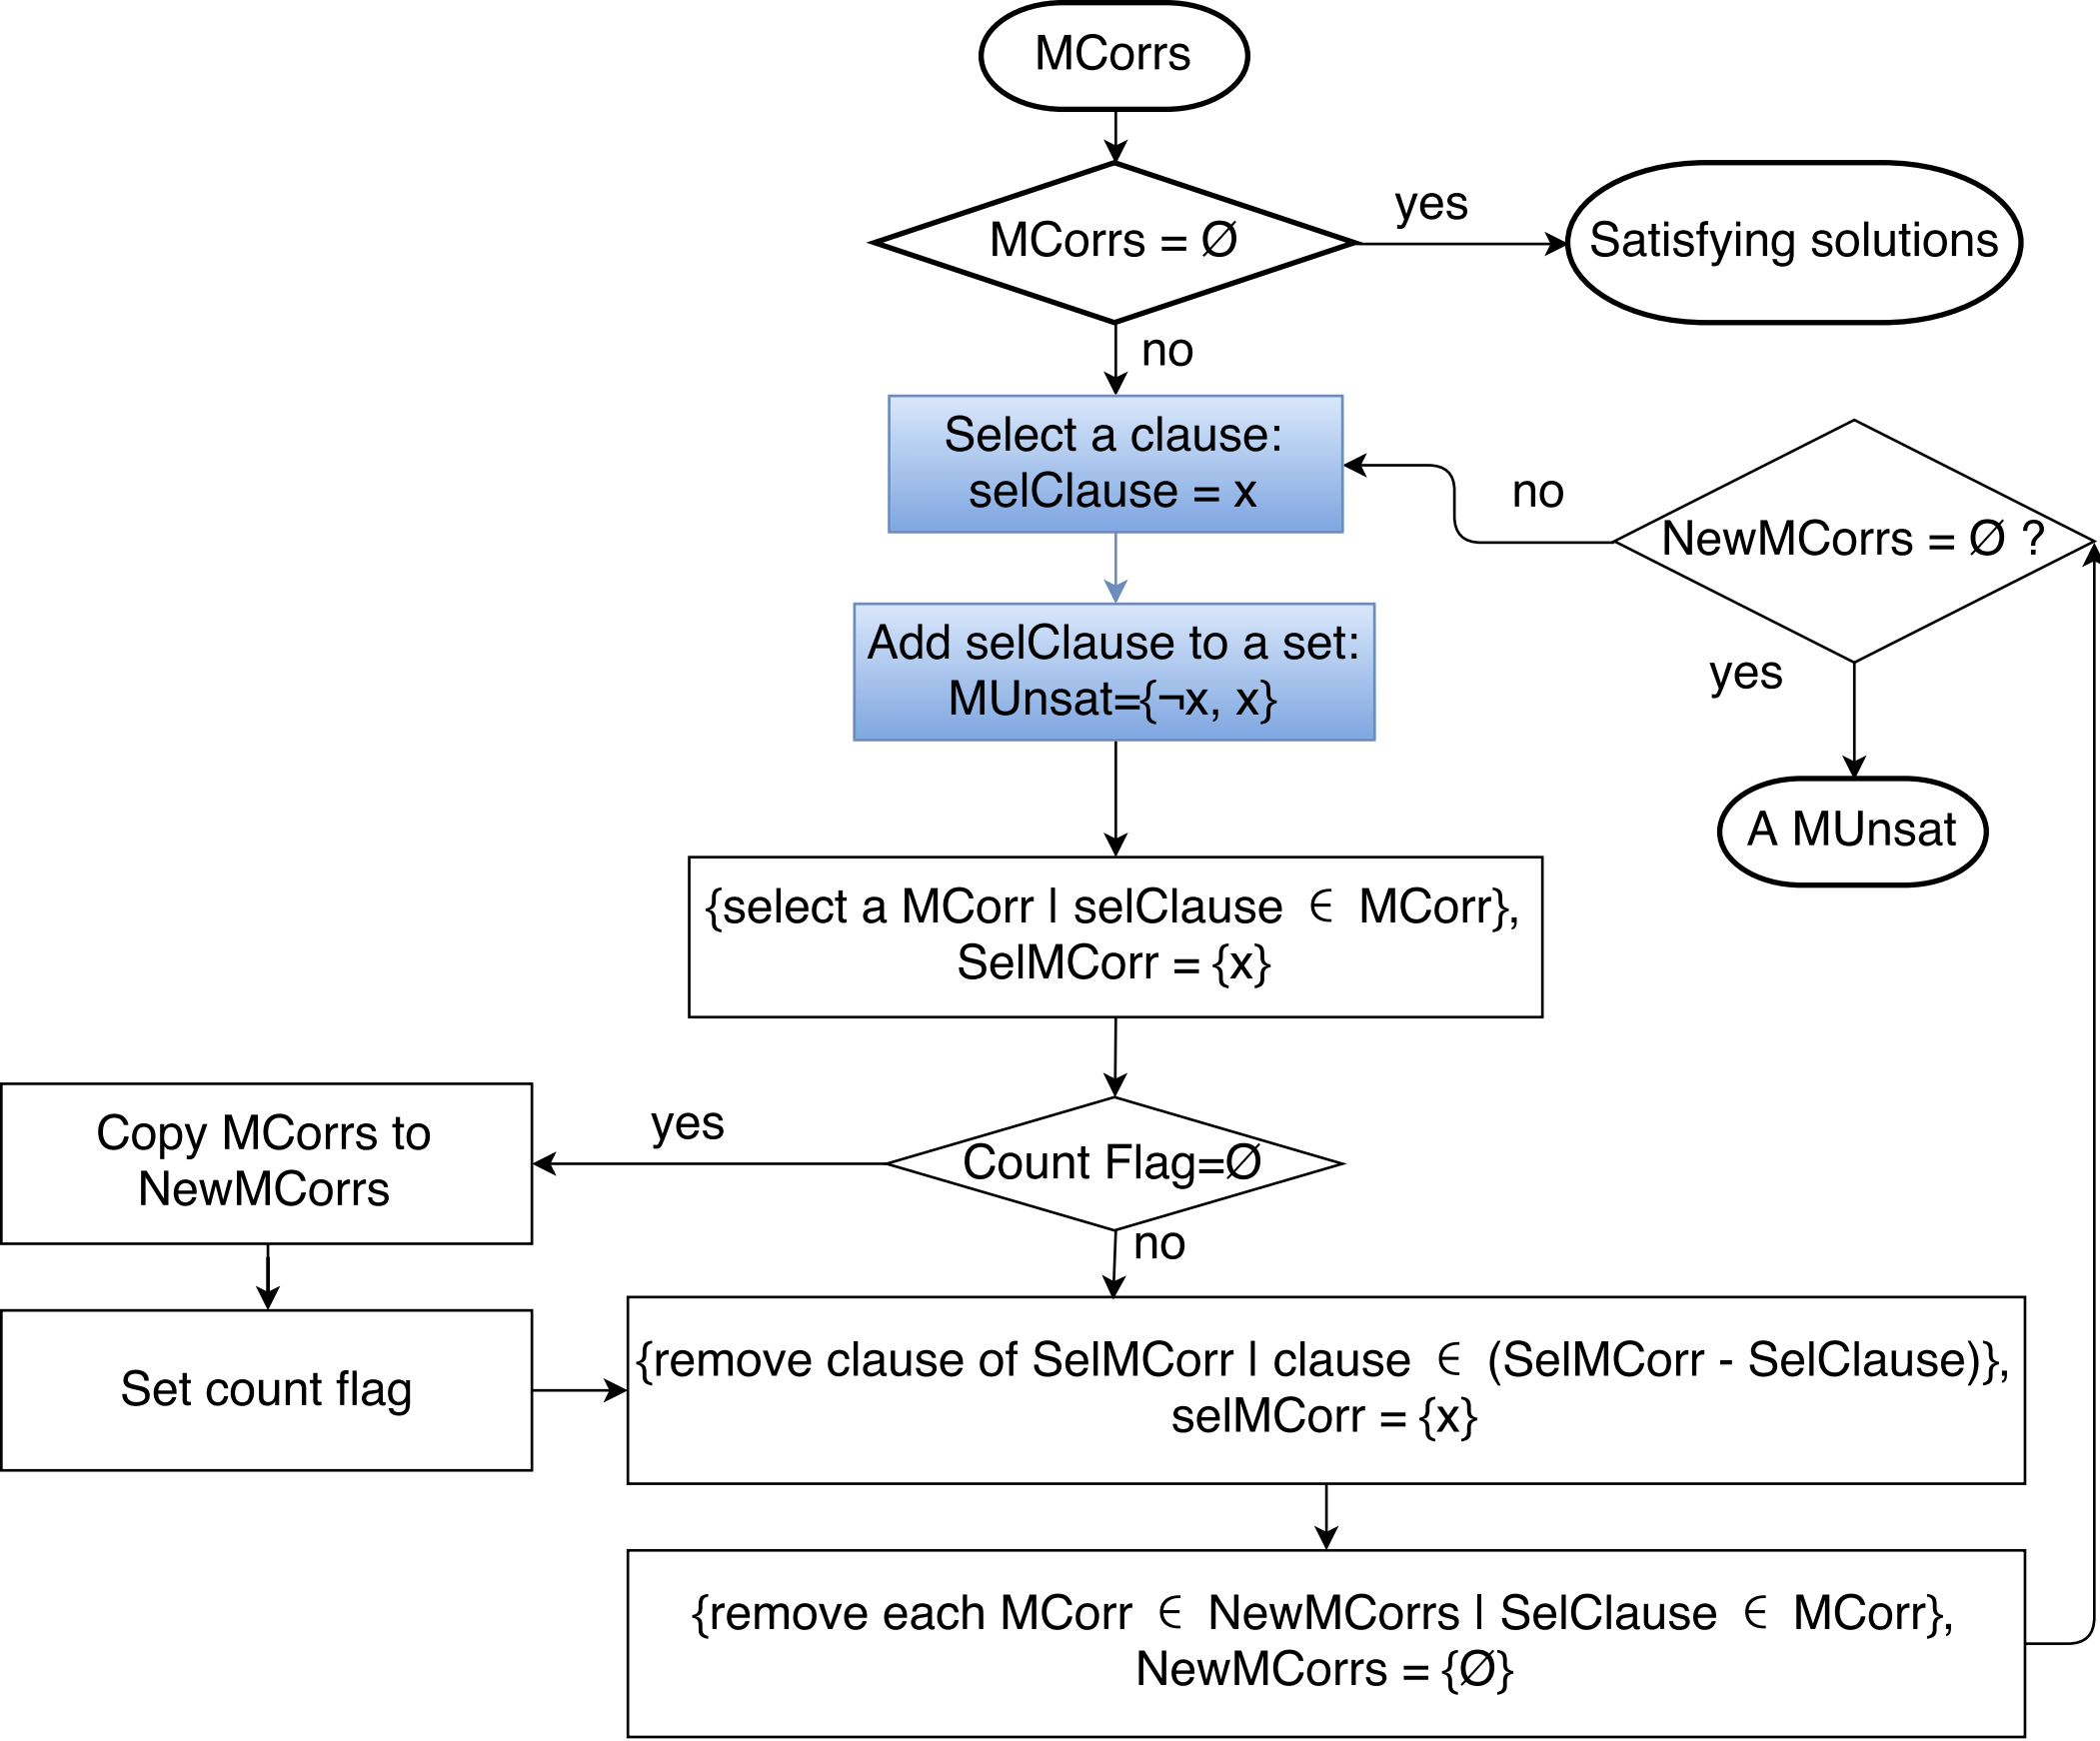 MCorrs
MCorrs = Ø
yes
Satisfying solutions
no
Select a clause:
selClause = x
no
NewMCorrs = Ø ?
Add selClause to a set:
MUnsat={¬x, x}
yes
A MUnsat
{select a MCorr | selClause ∈ MCorr},
SelMCorr = {x}
Count Flag=Ø
yes
Copy MCorrs to
NewMCorrs
no
Set count flag
{remove clause of SelMCorr | clause ∈ (SelMCorr - SelClause)},
selMCorr = {x}
{remove each MCorr ∈ NewMCorrs | SelClause ∈ MCorr},
NewMCorrs = {Ø}